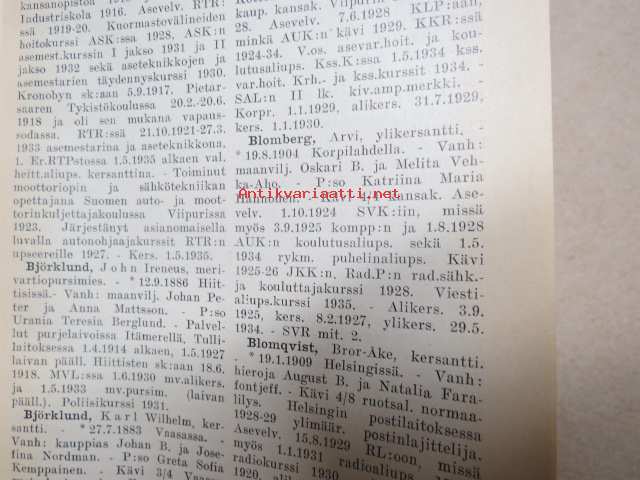 kansanopistoa
Industriskola 1916. Asevelv. RTR:
ssä 1919-20. Kuormastovälineiden
hoitokurssi ASK:ssa 1928, ASK:n
asemest.kurssin I jakso 1931 ja II
jakso 1932 sekä aseteknikkojen ja
asemestarien täydennyskurssi 1930.
Kronobyn sk:aan 5.9.1917. Pietar-
saaren Tykistökoulussa 20.2.-20.6.
1918 ja oli sen mukana vapaus-
sodassa. RTR:ssä 21.10.1921-27.3.
1933 asemestarina ja aseteknikkona.
1. Er.RTPstossa 1.5.1935 alkaen val.
heitt.aliups. kersanttina. - Toiminut
moottoriopin ja sähkötekniikan
opettajana Suomen auto- ja moot-
torinkuljettajakoulussa Viipurissa
1923. Järjestänyt asianomaisella
luvalla autonohjaajakurssit RTR:n
upseereille 1927. - Kers. 1.5.1935.
Björklund, John Ireneus, meri-
vartiopursimies. - *12.9.1886 Hiit-
tisissä.- Vanh: maanvilj. Johan Pe-
ter ja Anna Mattsson. - P:so
Urania Teresia Berglund. - Palvel-
lut purjelaivoissa Itämerellä, Tulli-
laitoksessa 1.4.1914 alkaen, 1.5.1927
laivan pääll. Hiittisten sk:aan 18.6.
1918. MVL:ssa 1.6.1930 mv.alikers.
ja 1.5.1933 mv.pursim. (laivan
pääll.). Poliisikurssi 1931.
Björklund, Karl Wilhelm, ker-
santti. - *27.7.1883 Vaasassa. -
Vanh: kauppias Johan B. ja Jose-
fina Nordman. - P:so Greta Sofia
Kemppainen. - Kävi 3/4
kaup. kansak. Viipurin
28. Asevelv. 7.6.1928 KLP:aan,
minkä AUK:n kävi 1929. KKR:ssä
1924-34. V.os. asevar.hoit. ja kou-
lutusaliups. Kss.K:ssa 1.5.1934 kss.
var.hoit. Krh.- ja kss.kurssit 1934. -
SAL:n II lk. kiv.amp.merkki. -
Korpr. 1.1.1929, alikers. 31.7.1929,
kers. 1.1.1930.
Blomberg, Arvi, ylikersantti. -
* 19.8.1904 Korpilahdella. - Vanh:
maanvilj. Oskari B. ja Melita Veh-
ka-Aho. - P:so Katriina Maria
Antikvariaatti.net
Hannonen. - Kävi 4/4 kansak. Ase-
velv. 1.10.1924 SVK:iin, missä
myös 3.9.1925 kompp:n ja 1.8.1928
AUK:n koulutusaliups. sekä 1.5.
1934 rykm. puhelinaliups. Kävi
1925-26 JKK:n, Rad.P:n rad.sähk.-
ja kouluttajakurssi 1928. Viesti-
aliups.kurssi 1935. - Alikers. 3.9.
1925, kers. 8.2.1927, ylikers. 29.5.
1934. - SVR mit. 2.
Blomqvist, Bror-Åke, kersantti.
- * 19.1.1909 Helsingissä. - Vanh:
hieroja August B. ja Natalia Fara-
fontjeff. - Kävi 4/8 ruotsal. normaa-
lilys. Helsingin postilaitoksessa
1928-29 ylimäär. postinlajittelija.
Asevelv. 15.8.1929 RL:oon, missä
myös 1.1.1931 radioaliups.
radiokurssi 1930
1920,